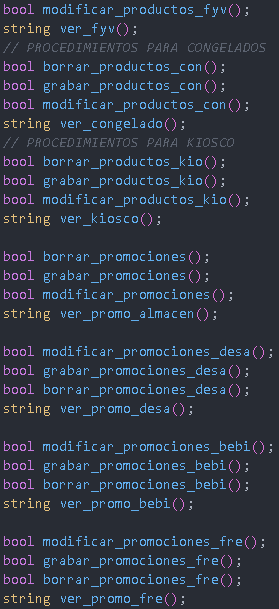 bool modificar_productos_fyv();
string ver_fyv();
// PROCEDIMIENTOS PARA CONGELADOS
bool borrar_productos_con();
bool grabar_productos_con();
bool modificar_productos_con();
string ver_congelado();
// PROCEDIMIENTOS PARA KIOSCO
bool borrar_productos_kio();
bool grabar_productos_kio();
bool modificar_productos_kio();
string ver_kiosco();

bool borrar_promociones();
bool grabar_promociones();
bool modificar_promociones();
string ver_promo_almacen();

bool modificar_promociones_desa();
bool grabar_promociones_desa();
bool borrar_promociones_desa();
string ver_promo_desa();

bool modificar_promociones_bebi();
bool grabar_promociones_bebi();
bool borrar_promociones_bebi();
string ver_promo_bebi();

bool modificar_promociones_fre();
bool grabar_promociones_fre();
bool borrar_promociones_fre();
string ver_promo_fre();